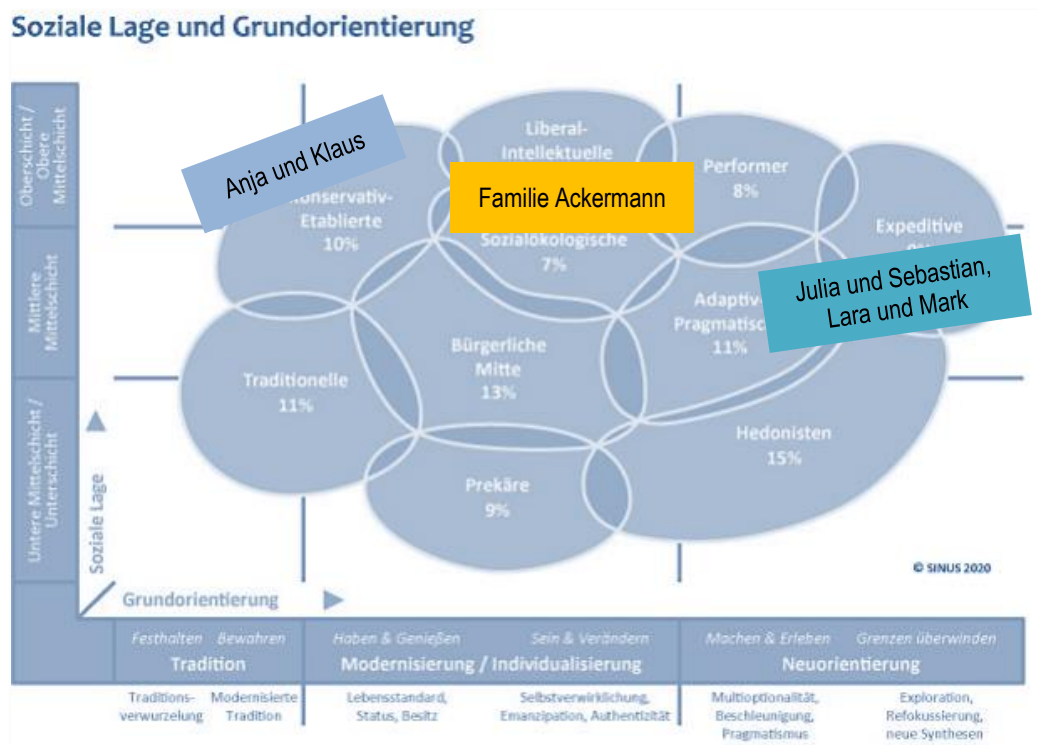 Soziale Lage und Grundorientierung
Oberschicht /
Obere
Mittelschicht
Mittlere
Mittelschicht
Untere Mittelschicht /
Unterschicht
Soziale Lage
Anja und Klaus
Konservativ-
Etablierte
10%
Liberal-
Intellektuelle
Familie Ackermann
Sozialökologische
7%
Performer
8%
Expeditive
Julia und Sebastian,
Lara und Mark
Adaptiv-
Pragmatische
11%
Bürgerliche
Mitte
13%
Traditionelle
11%
Hedonisten
15%
Prekäre
9%
© SINUS 2020
Grundorientierung
Festhalten Bewahren
Tradition
Haben & Genießen Sein & Verändern
Modernisierung / Individualisierung
Machen & Erleben Grenzen überwinden
Neuorientierung
Traditions-
verwurzelung
Modernisierte
Tradition
Lebensstandard,
Status, Besitz
Selbstverwirklichung,
Emanzipation, Authentizität
Multioptionalität,
Beschleunigung,
Pragmatismus
Exploration,
Refokussierung,
neue Synthesen